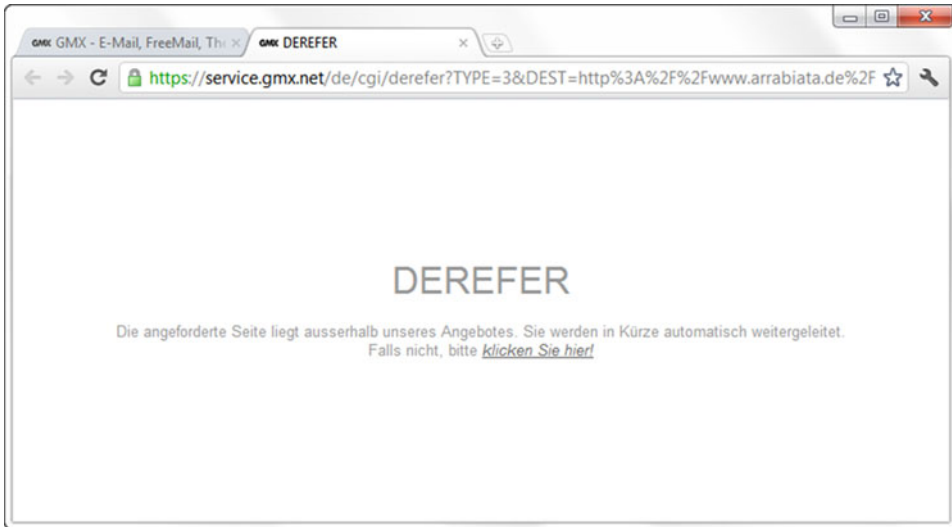 GMX GMX - E-Mail, FreeMail, The
GMX DEREFER
https://service.gmx.net/de/cgi/derefer?TYPE=3&DEST=http%3A%2F%2Fwww.arrabiata.de%2F
DEREFER
Die angeforderte Seite liegt ausserhalb unseres Angebotes. Sie werden in Kürze automatisch weitergeleitet.
Falls nicht, bitte klicken Sie hier!